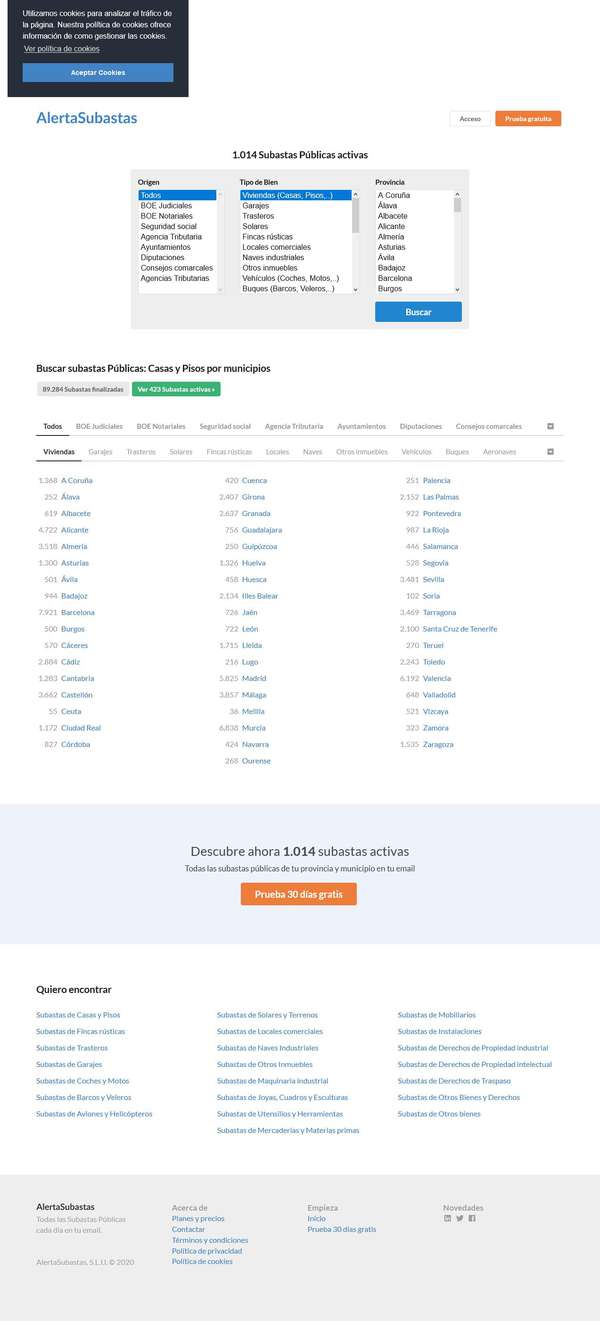 Utilizamos cookies para analizar el tráfico de
la página. Nuestra política de cookies ofrece
información de como gestionar las cookies.
Ver política de cookies
Aceptar Cookies
AlertaSubastas
Acceso
Prueba gratuita
1.014 Subastas Públicas activas
Origen
Todos
BOE Judiciales
BOE Notariales
Seguridad social
Agencia Tributaria
Ayuntamientos
Diputaciones
Consejos comarcales
Agencias Tributarias
Tipo de Bien
Viviendas (Casas, Pisos,..)
Garajes
Trasteros
Solares
Fincas rústicas
Locales comerciales
Naves industriales
Otros inmuebles
Vehículos (Coches, Motos,..)
Buques (Barcos, Veleros,..)
Provincia
A Coruña
Álava
Albacete
Alicante
Almería
Asturias
Ávila
Badajoz
Barcelona
Burgos
Buscar
Buscar subastas Públicas: Casas y Pisos por municipios
89.284 Subastas finalizadas
Ver 423 Subastas activas »
Todos BOE Judiciales BOE Notariales Seguridad social Agencia Tributaria Ayuntamientos Diputaciones Consejos comarcales
Viviendas Garajes Trasteros Solares Fincas rústicas Locales Naves Otros inmuebles Vehículos Buques Aeronaves
1.368 A Coruña
252 Álava
619 Albacete
4.722 Alicante
3.518 Almería
1.300 Asturias
501 Ávila
944 Badajoz
7.921 Barcelona
500 Burgos
570 Cáceres
2.884 Cádiz
1.283 Cantabria
3.662 Castellón
55 Ceuta
1.172 Ciudad Real
827 Córdoba
420 Cuenca
2.407 Girona
2.637 Granada
756 Guadalajara
250 Guipúzcoa
1.326 Huelva
458 Huesca
2.134 Illes Balear
726 Jaén
722 León
1.715 Lleida
216 Lugo
5.825 Madrid
3.857 Málaga
36 Melilla
6.838 Murcia
424 Navarra
268 Ourense
251 Palencia
2.152 Las Palmas
922 Pontevedra
987 La Rioja
446 Salamanca
528 Segovia
3.481 Sevilla
102 Soria
3.469 Tarragona
2.100 Santa Cruz de Tenerife
270 Teruel
2.243 Toledo
6.192 Valencia
648 Valladolid
521 Vizcaya
323 Zamora
1.535 Zaragoza
Descubre ahora 1.014 subastas activas
Todas las subastas públicas de tu provincia y municipio en tu email
Prueba 30 días gratis
Quiero encontrar
Subastas de Casas y Pisos
Subastas de Fincas rústicas
Subastas de Trasteros
Subastas de Garajes
Subastas de Coches y Motos
Subastas de Barcos y Veleros
Subastas de Aviones y Helicópteros
Subastas de Solares y Terrenos
Subastas de Locales comerciales
Subastas de Naves Industriales
Subastas de Otros Inmuebles
Subastas de Maquinaria industrial
Subastas de Joyas, Cuadros y Esculturas
Subastas de Utensilios y Herramientas
Subastas de Mercaderías y Materias primas
Subastas de Mobiliarios
Subastas de Instalaciones
Subastas de Derechos de Propiedad industrial
Subastas de Derechos de Propiedad intelectual
Subastas de Derechos de Traspaso
Subastas de Otros Bienes y Derechos
Subastas de Otros bienes
AlertaSubastas
Todas las Subastas Públicas
cada día en tu email.
AlertaSubastas, S.L.U. © 2020
Acerca de
Planes y precios
Contactar
Términos y condiciones
Política de privacidad
Política de cookies
Empieza
Inicio
Prueba 30 días gratis
Novedades